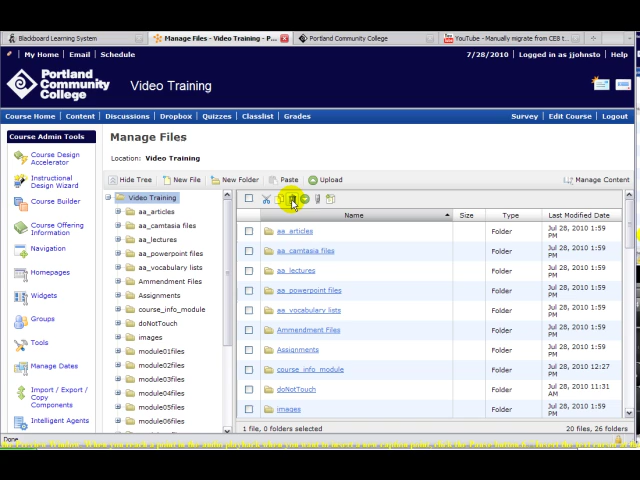 Blackboard Learning System
Manage Files - Video Training - P...
Portland Community College
YouTube - Manually migrate from CE8 t...
My Home
Email
Schedule
7/28/2010
Logged in as jjohnsto
Help
Portland
Community
College
Video Training
Course Home
Content
Discussions
Dropbox
Quizzes
Classlist
Grades
Survey
Edit Course
Logout
Course Admin Tools
Course Design
Accelerator
Instructional
Design Wizard
Course Builder
Course Offering
Information
Navigation
Homepages
Widgets
Groups
Tools
Manage Dates
Import / Export /
Copy
Components
Intelligent Agents
Manage Files
Location: Video Training
Hide Tree
New File
New Folder
Paste
Upload
Manage Content
Video Training
aa_articles
aa_camtasia files
aa_lectures
aa_powerpoint files
aa_vocabulary lists
Ammendment Files
Assignments
course_info_module
doNotTouch
images
module01files
module02files
module03files
module04files
module05files
module06files
Name
Size
Type
Last Modified Date
aa_articles Folder Jul 28, 2010 1:59
PM
aa_camtasia files Folder Jul 28, 2010 1:59
PM
aa_lectures Folder Jul 28, 2010 1:59
PM
aa_powerpoint files Folder Jul 28, 2010 1:59
PM
aa_vocabulary lists Folder Jul 28, 2010 1:59
PM
Ammendment Files Folder Jul 28, 2010 1:59
PM
Assignments Folder Jul 28, 2010 1:59
PM
course_info_module Folder Jul 28, 2010 12:27
PM
doNotTouch Folder Jul 28, 2010 11:31
AM
images Folder Jul 28, 2010 1:59
PM
1 file, 0 folders selected
20 files, 26 folders
Done